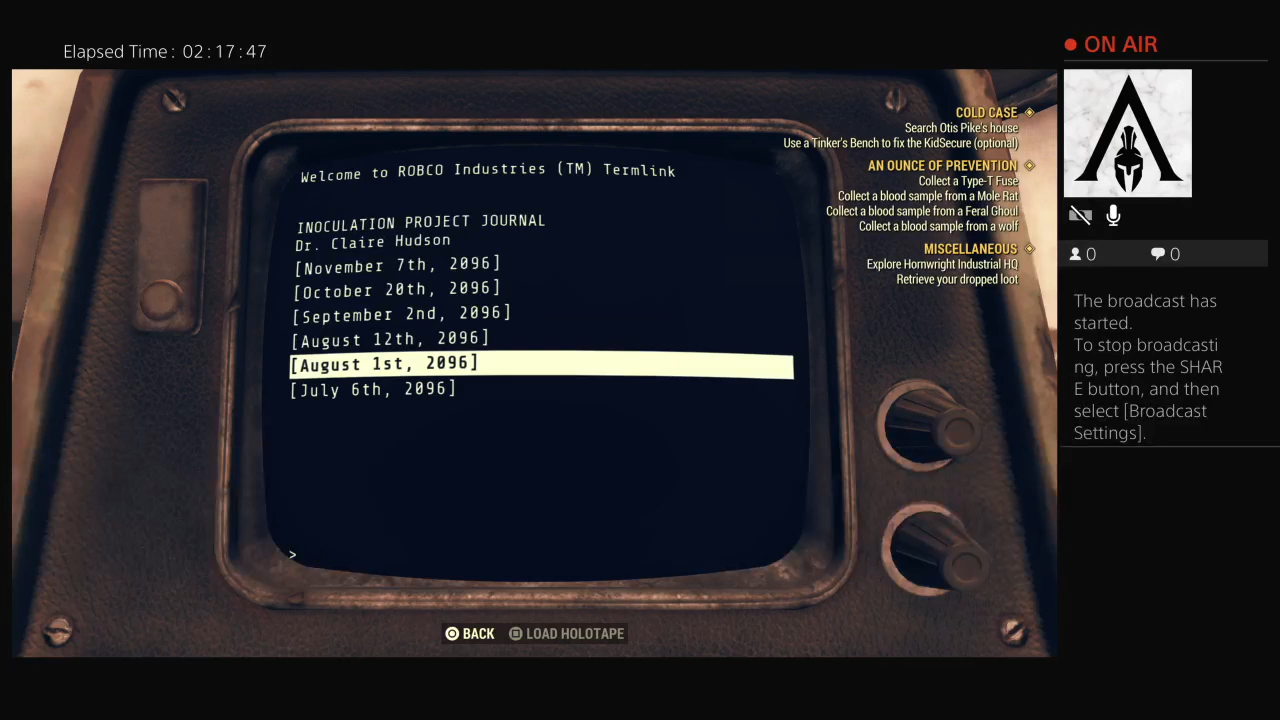 Elapsed Time: 02:17:47
ON AIR
Welcome to ROBCO Industries (TM) Termlink
INOCULATION PROJECT JOURNAL
Dr. Claire Hudson
[November 7th, 2096]
[October 20th, 2096]
[September 2nd, 2096]
[August 12th, 2096]
[August 1st, 2096]
[July 6th, 2096]
>
COLD CASE
Search Otis Pike's house
Use a Tinker's Bench to fix the KidSecure (optional)
AN OUNCE OF PREVENTION
Collect a Type-T Fuse
Collect a blood sample from a Mole Rat
Collect a blood sample from a Feral Ghoul
Collect a blood sample from a wolf
MISCELLANEOUS
Explore Hornwright Industrial HQ
Retrieve your dropped loot
BACK LOAD HOLOTAPE
0 0
The broadcast has
started.
To stop broadcasti
ng, press the SHAR
E button, and then
select [Broadcast
Settings].